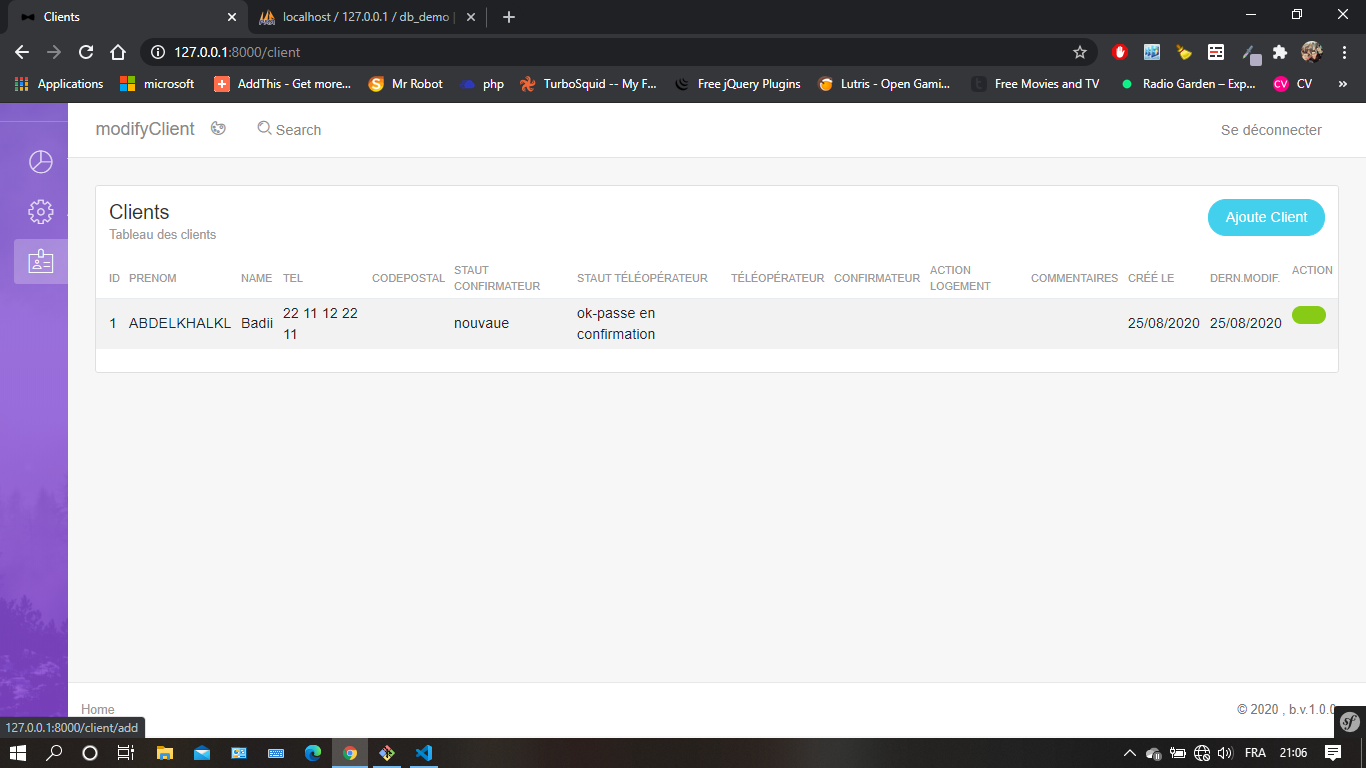 Clients
localhost / 127.0.0.1 / db_demo
127.0.0.1:8000/client
Applications
microsoft
AddThis - Get more...
Mr Robot
php
TurboSquid -- My F...
Free jQuery Plugins
Lutris - Open Gami...
Free Movies and TV
Radio Garden – Exp...
CV
CV
»
modifyClient
Search
Se déconnecter
Clients
Ajoute Client
Tableau des clients
ID PRENOM NAME TEL CODEPOSTAL STAUT CONFIRMATEUR STAUT TÉLÉOPÉRATEUR TÉLÉOPÉRATEUR CONFIRMATEUR ACTION LOGEMENT COMMENTAIRES CRÉÉ LE DERN.MODIF. ACTION
1 ABDELKHALKL Badii 22 11 12 22 11 nouvaue ok-passe en confirmation 25/08/2020 25/08/2020
Home
© 2020 , b.v.1.0.0
127.0.0.1:8000/client/add
sf
FRA 21:06